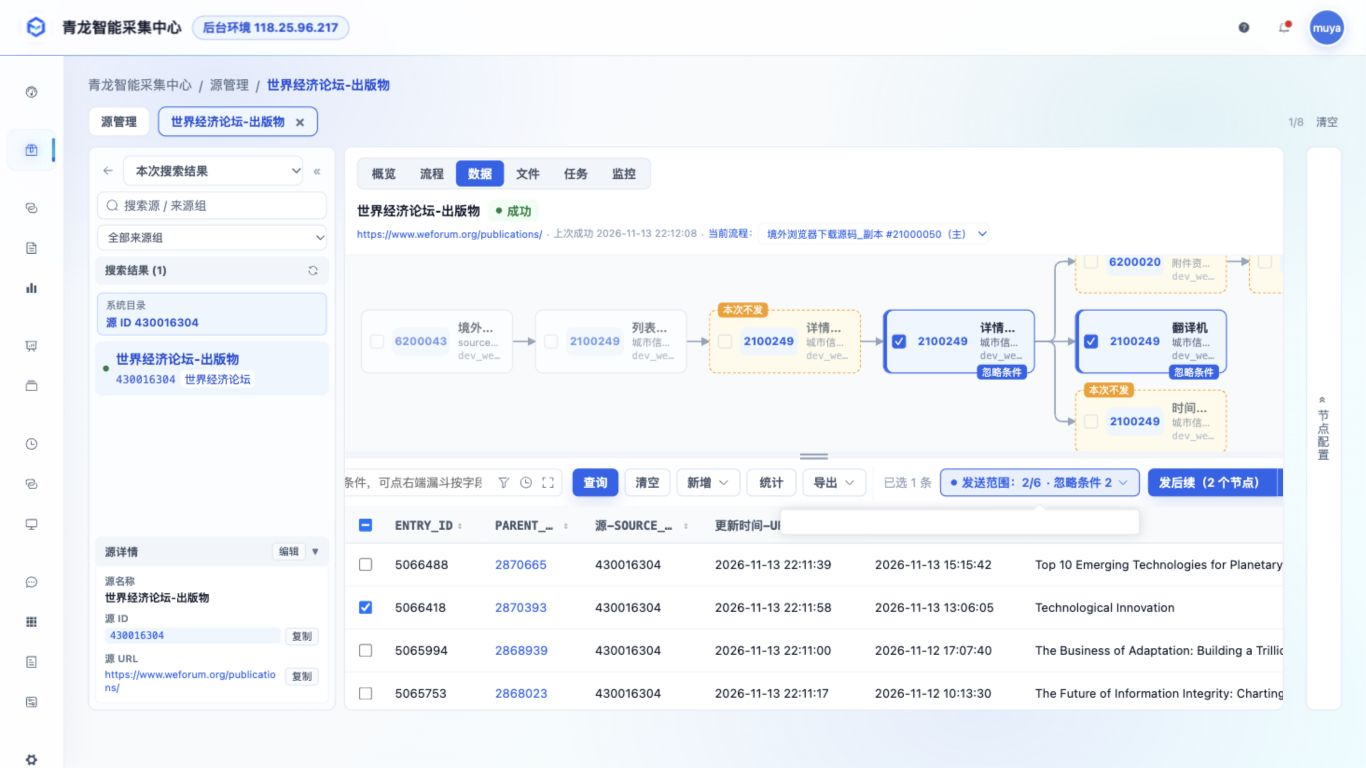 青龙智能采集中心
后台环境 118.25.96.217
muya
青龙智能采集中心 / 源管理 / 世界经济论坛-出版物
源管理
世界经济论坛-出版物 ×
1/8 清空
本次搜索结果
搜索源 / 来源组
全部来源组
搜索结果 (1)
系统目录
源 ID 430016304
世界经济论坛-出版物
430016304 世界经济论坛
源详情 编辑 ▼
源名称
世界经济论坛-出版物
源 ID
430016304 复制
源 URL
https://www.weforum.org/publicatio
ns/
复制
概览 流程 数据 文件 任务 监控
世界经济论坛-出版物 成功
https://www.weforum.org/publications/ · 上次成功 2026-11-13 22:12:08 · 当前流程: 境外浏览器下载源码_副本 #21000050 (主)
6200020 附件资...
dev_we...
6200043 境外...
source...
dev_we...
2100249 列表...
城市信...
dev_we...
本次不发
2100249 详情...
城市信...
dev_we...
2100249 详情...
城市信...
dev_we...
忽略条件
2100249 翻译机
城市信...
dev_we...
忽略条件
本次不发
2100249 时间...
城市信...
dev_we...
节点配置
条件，可点右端漏斗按字段
查询 清空 新增 统计 导出 已选 1 条 发送范围：2/6 · 忽略条件 2 发后续（2 个节点）
ENTRY_ID PARENT_... 源-SOURCE_... 更新时间-UP
5066488 2870665 430016304 2026-11-13 22:11:39 2026-11-13 15:15:42 Top 10 Emerging Technologies for Planetary
5066418 2870393 430016304 2026-11-13 22:11:58 2026-11-13 13:06:05 Technological Innovation
5065994 2868939 430016304 2026-11-13 22:11:00 2026-11-12 17:07:40 The Business of Adaptation: Building a Trillic
5065753 2868023 430016304 2026-11-13 22:11:17 2026-11-12 10:13:30 The Future of Information Integrity: Charting